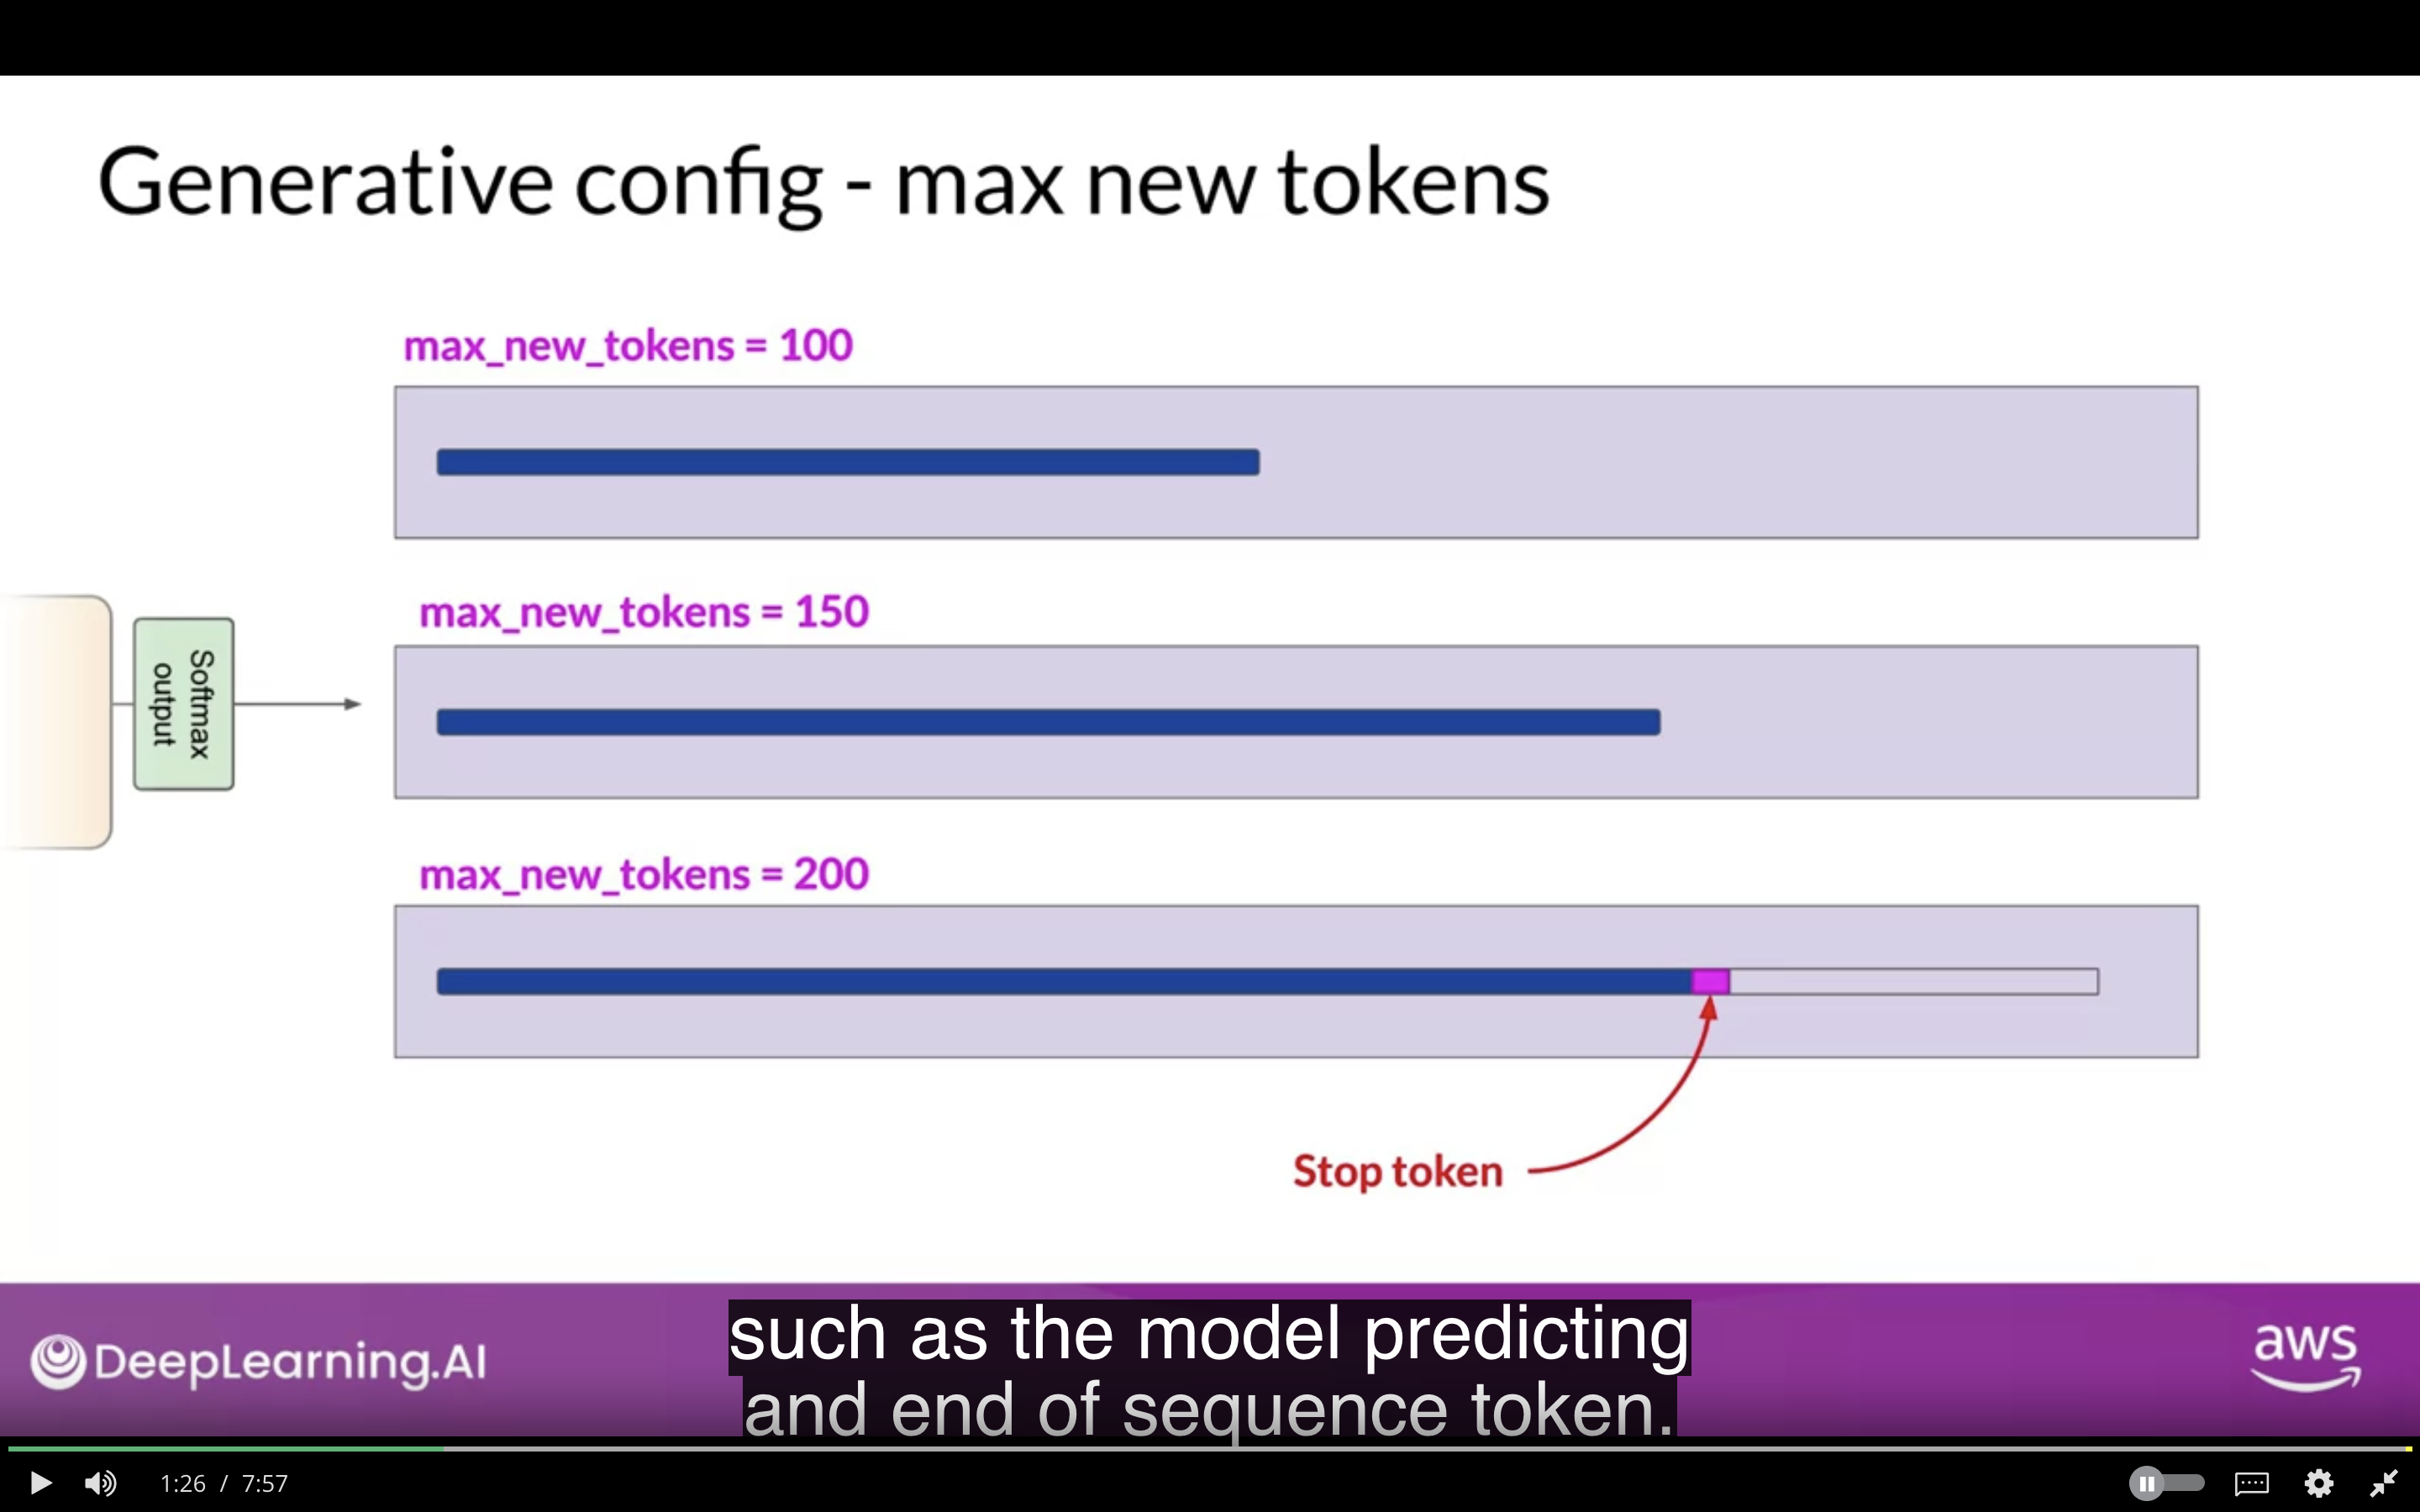 Generative config - max new tokens
max_new_tokens = 100
max_new_tokens = 150
Softmax
output
max_new_tokens = 200
Stop token
DeepLearning.AI
such as the model predicting
and end of sequence token.
aws
1:26 / 7:57